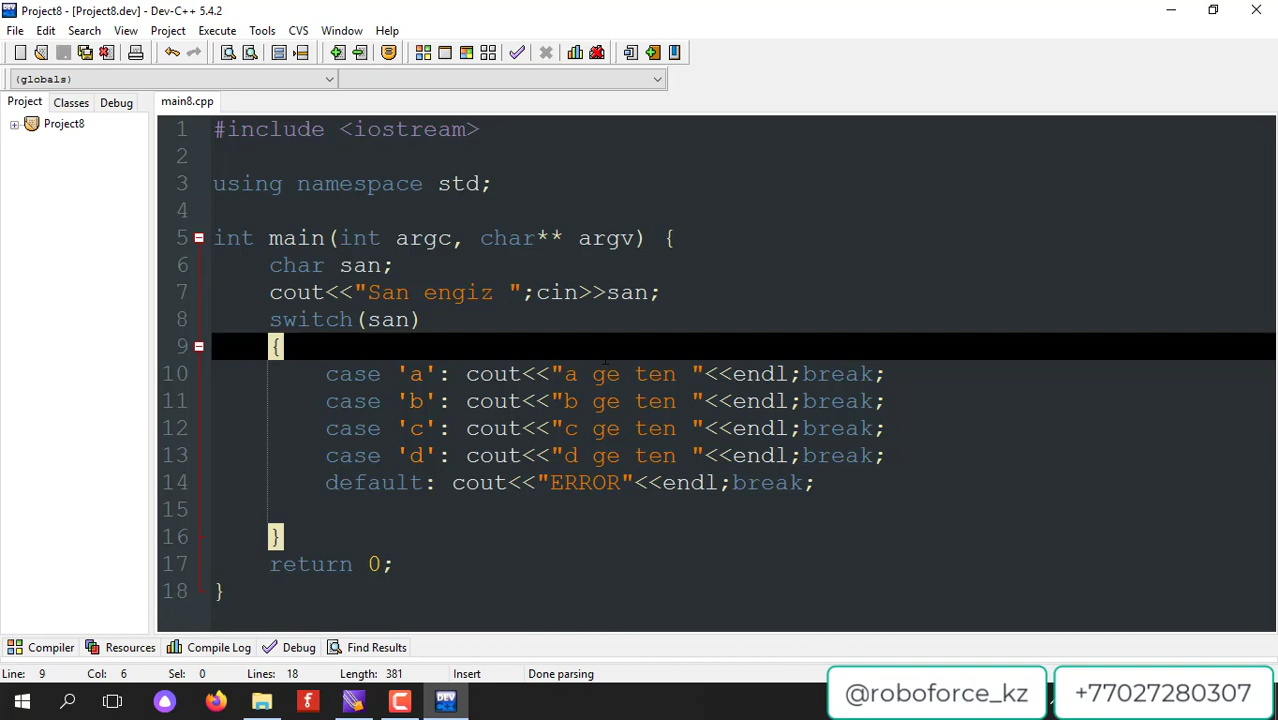 Project8 - [Project8.dev] - Dev-C++ 5.4.2
File Edit Search View Project Execute Tools CVS Window Help
(globals)
Project Classes Debug
main8.cpp
Project8
1 #include <iostream>
2
3 using namespace std;
4
5 int main(int argc, char** argv) {
6 char san;
7 cout<<"San engiz ";cin>>san;
8 switch(san)
9 {
10 case 'a': cout<<"a ge ten "<<endl;break;
11 case 'b': cout<<"b ge ten "<<endl;break;
12 case 'c': cout<<"c ge ten "<<endl;break;
13 case 'd': cout<<"d ge ten "<<endl;break;
14 default: cout<<"ERROR"<<endl;break;
15
16 }
17 return 0;
18 }
Compiler Resources Compile Log Debug Find Results
Line: 9 Col: 6 Sel: 0 Lines: 18 Length: 381 Insert Done parsing
DEV
@roboforce_kz
+77027280307